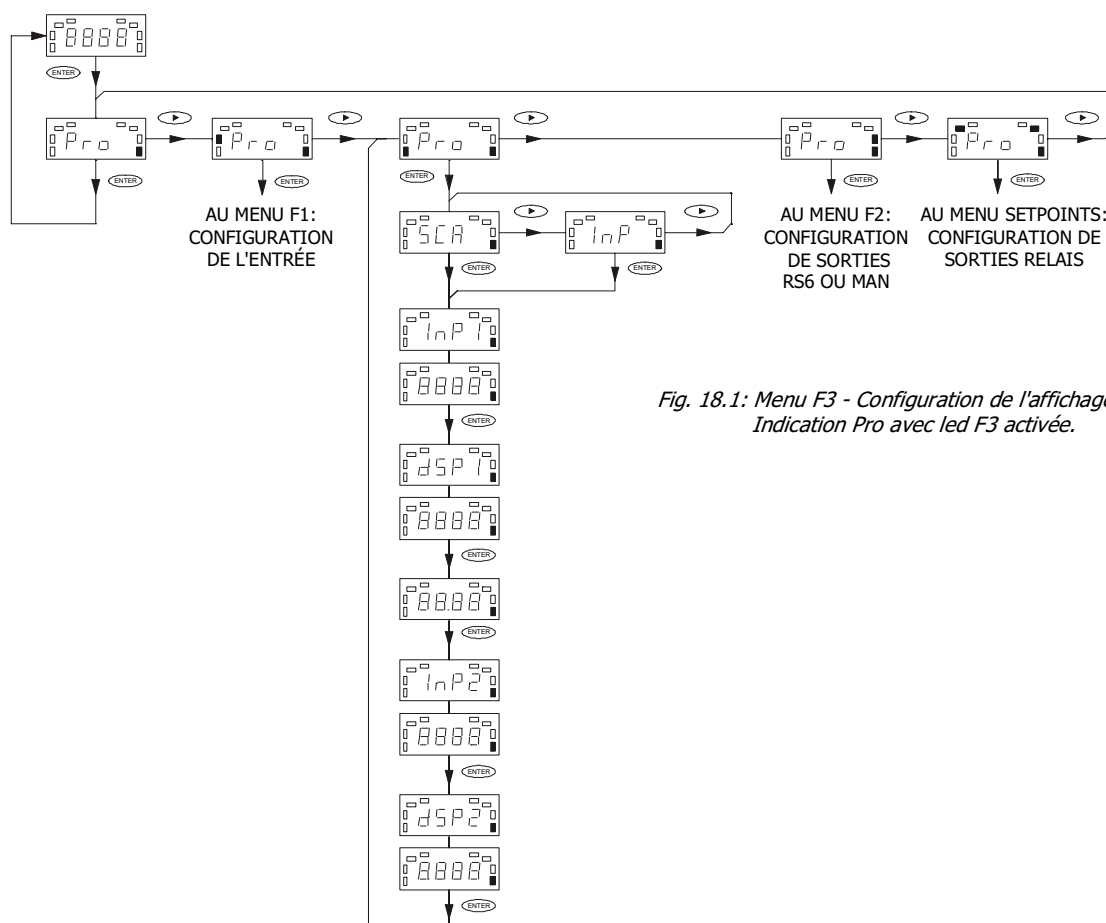 8888
ENTER
Pro
Pro
Pro
Pro
Pro
ENTER
ENTER
ENTER
ENTER
ENTER
AU MENU F1:
CONFIGURATION
DE L'ENTRÉE
AU MENU F2:
CONFIGURATION
DE SORTIES
RS6 OU MAN
AU MENU SETPOINTS:
CONFIGURATION DE
SORTIES RELAIS
SCA
InP
ENTER
ENTER
InP1
8888
ENTER
dSP1
8888
ENTER
88.88
ENTER
InP2
8888
ENTER
dSP2
8.888
ENTER
Fig. 18.1: Menu F3 - Configuration de l'affichage
Indication Pro avec led F3 activée.